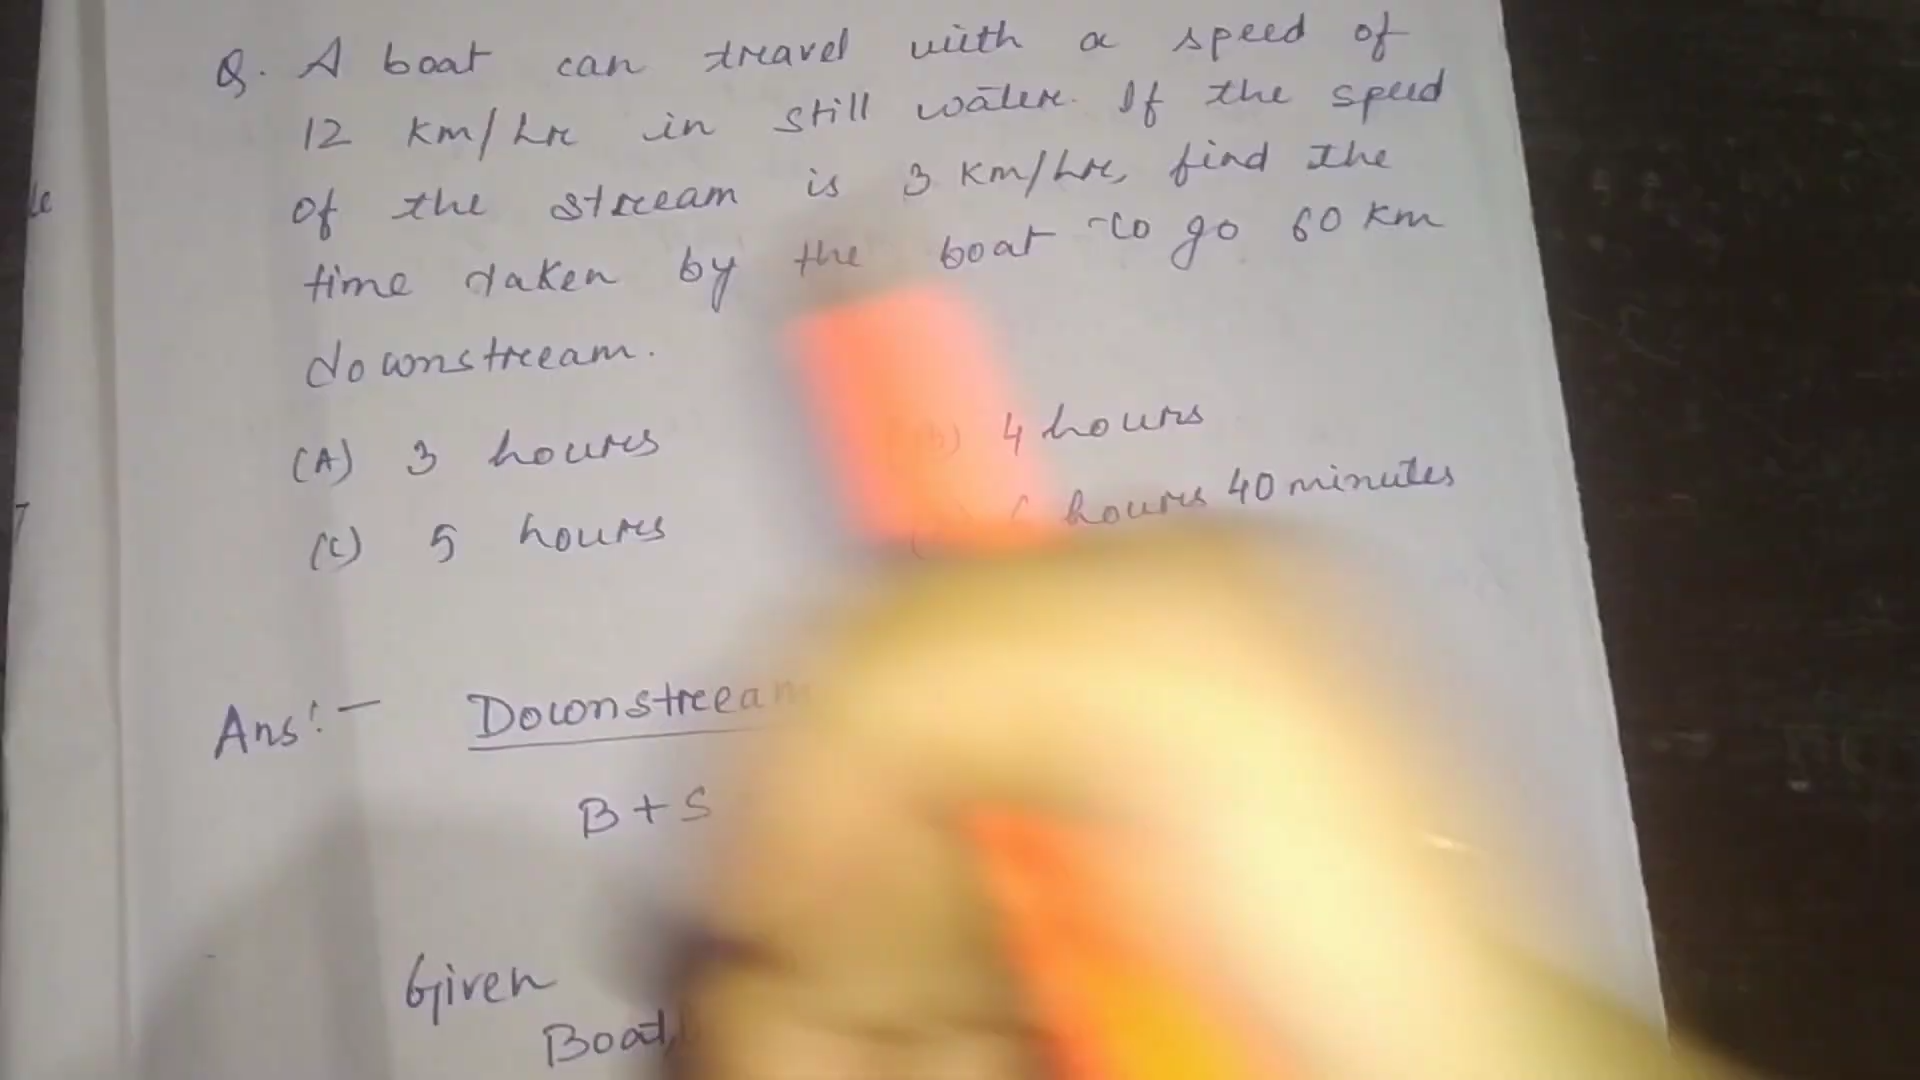 Q. A boat can travel with a speed of
12 km/hr in still water. If the speed
of the stream is 3 km/hr, find the
time taken by the boat to go 60 km
downstream.
(A) 3 hours (B) 4 hours
(C) 5 hours hours 40 minutes
Ans:- Downstream
B+S
Given
Boat